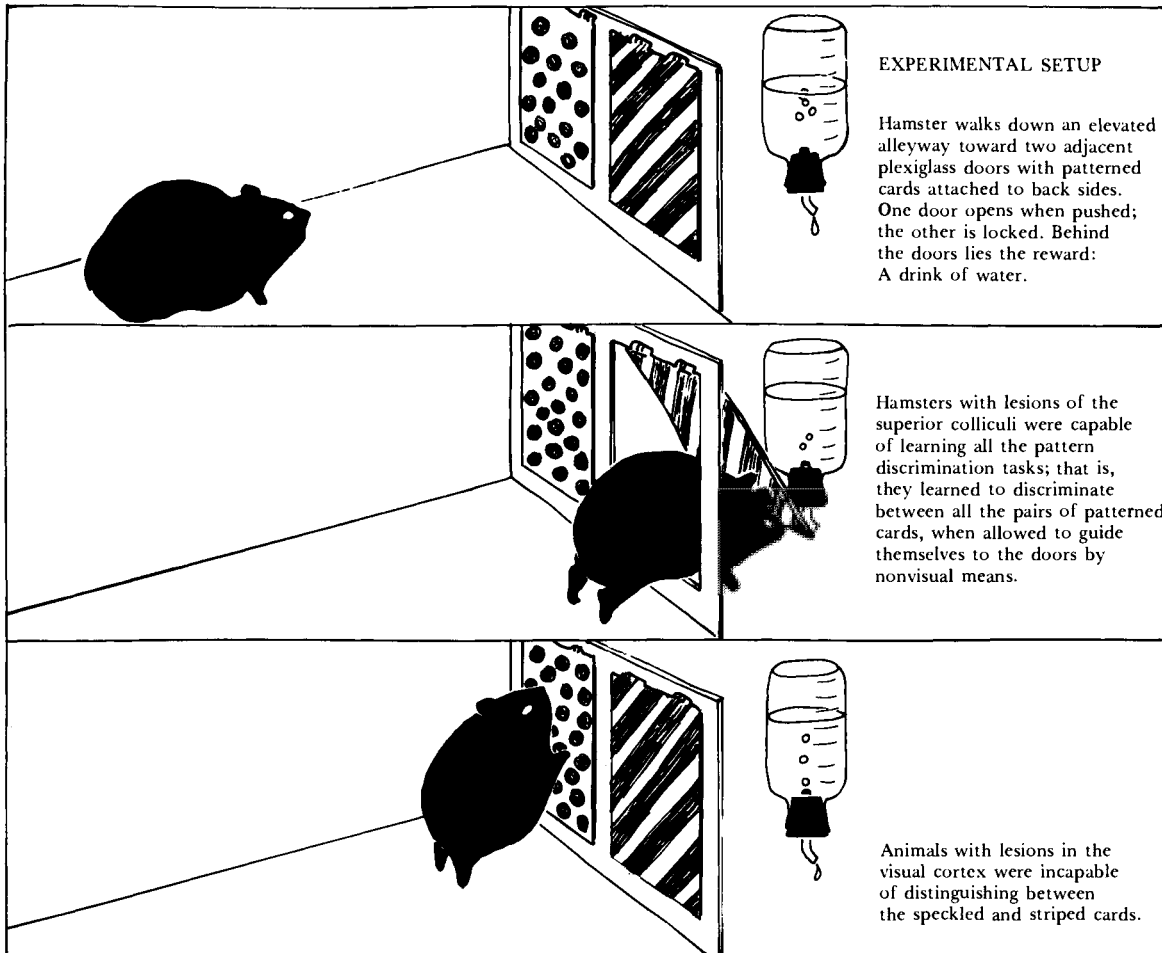 EXPERIMENTAL SETUP
Hamster walks down an elevated
alleyway toward two adjacent
plexiglass doors with patterned
cards attached to back sides.
One door opens when pushed;
the other is locked. Behind
the doors lies the reward:
A drink of water.
Hamsters with lesions of the
superior colliculi were capable
of learning all the pattern
discrimination tasks; that is,
they learned to discriminate
between all the pairs of patterned
cards, when allowed to guide
themselves to the doors by
nonvisual means.
Animals with lesions in the
visual cortex were incapable
of distinguishing between
the speckled and striped cards.